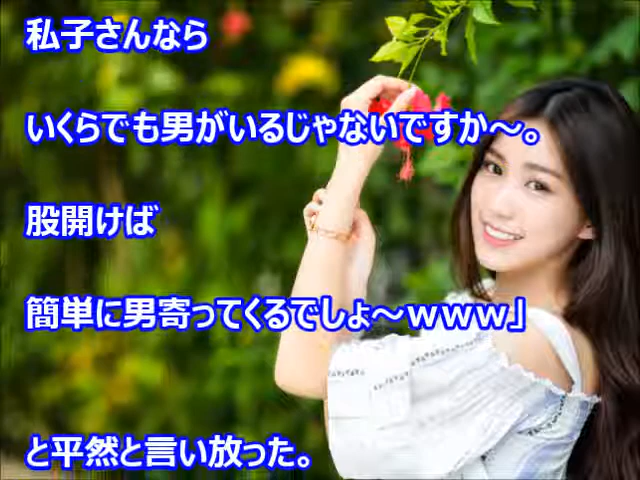 私子さんなら
いくらでも男がいるじゃないですか～。
股開けば
簡単に男寄ってくるでしょ～ｗｗｗ」
と平然と言い放った。